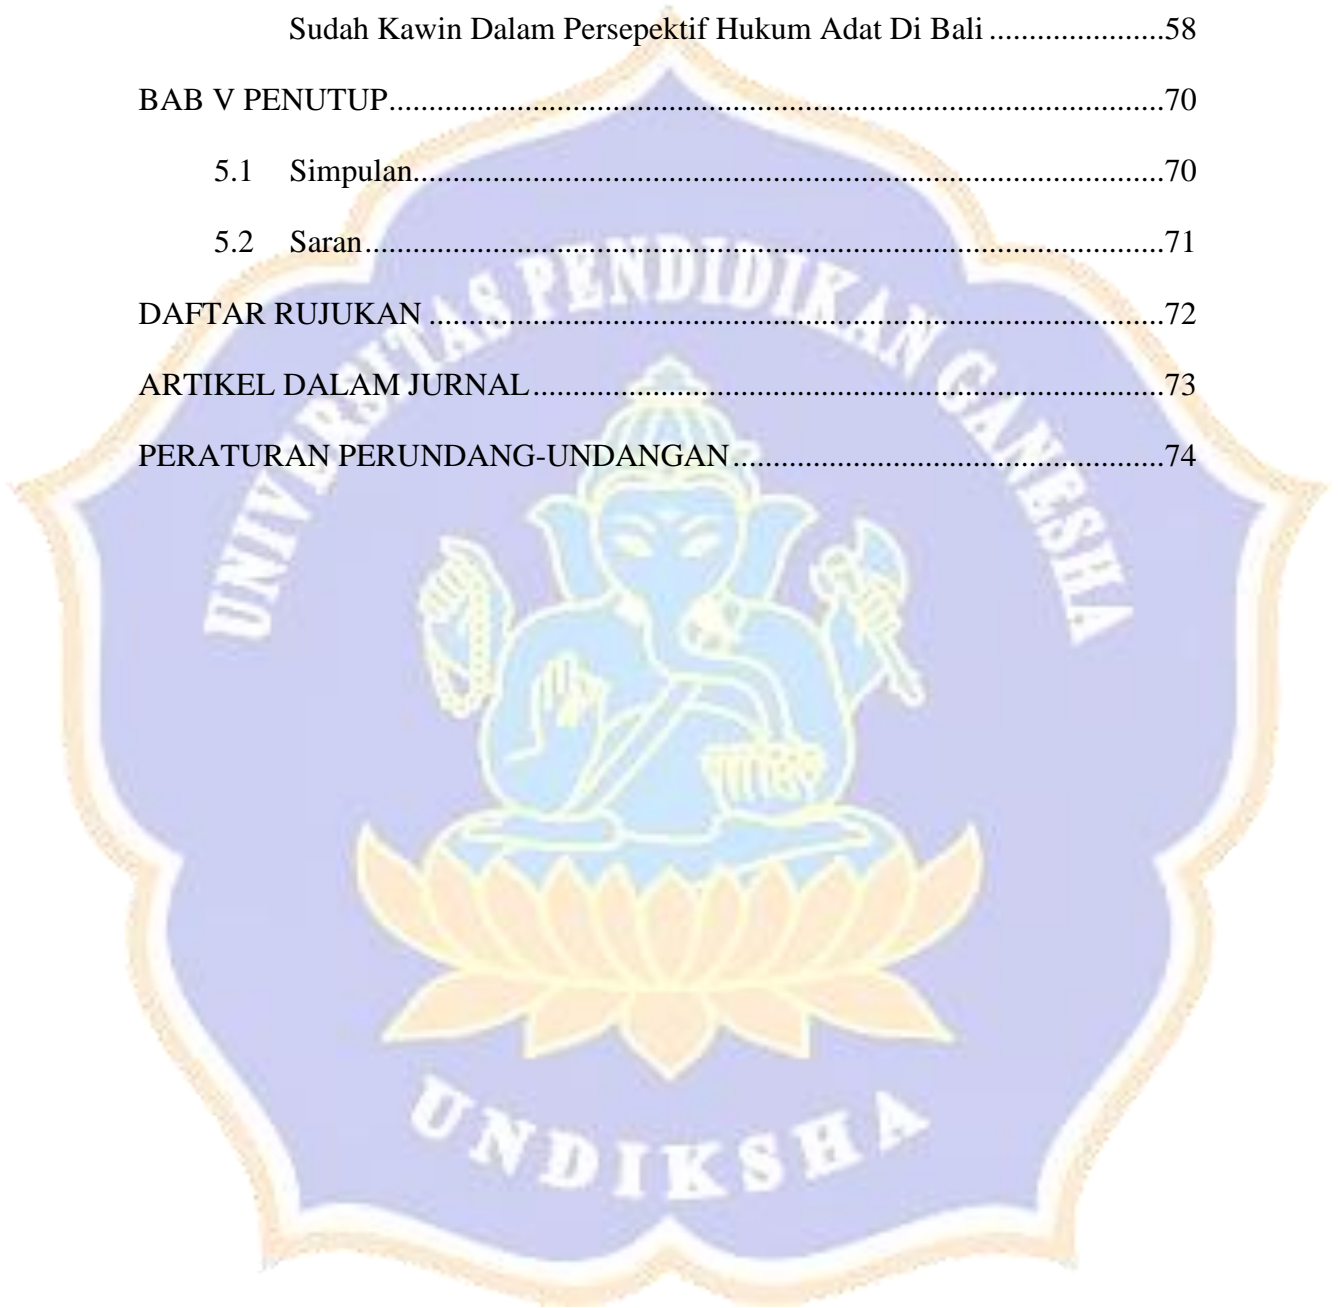 Sudah Kawin Dalam Persepektif Hukum Adat Di Bali ......................58
BAB V PENUTUP.................................................................................................70
5.1 Simpulan..............................................................................................70
5.2 Saran....................................................................................................71
DAFTAR RUJUKAN ............................................................................................72
ARTIKEL DALAM JURNAL...............................................................................73
PERATURAN PERUNDANG-UNDANGAN......................................................74
UNIVERSITAS PENDIDIKAN GANESHA
UNDIKSHA